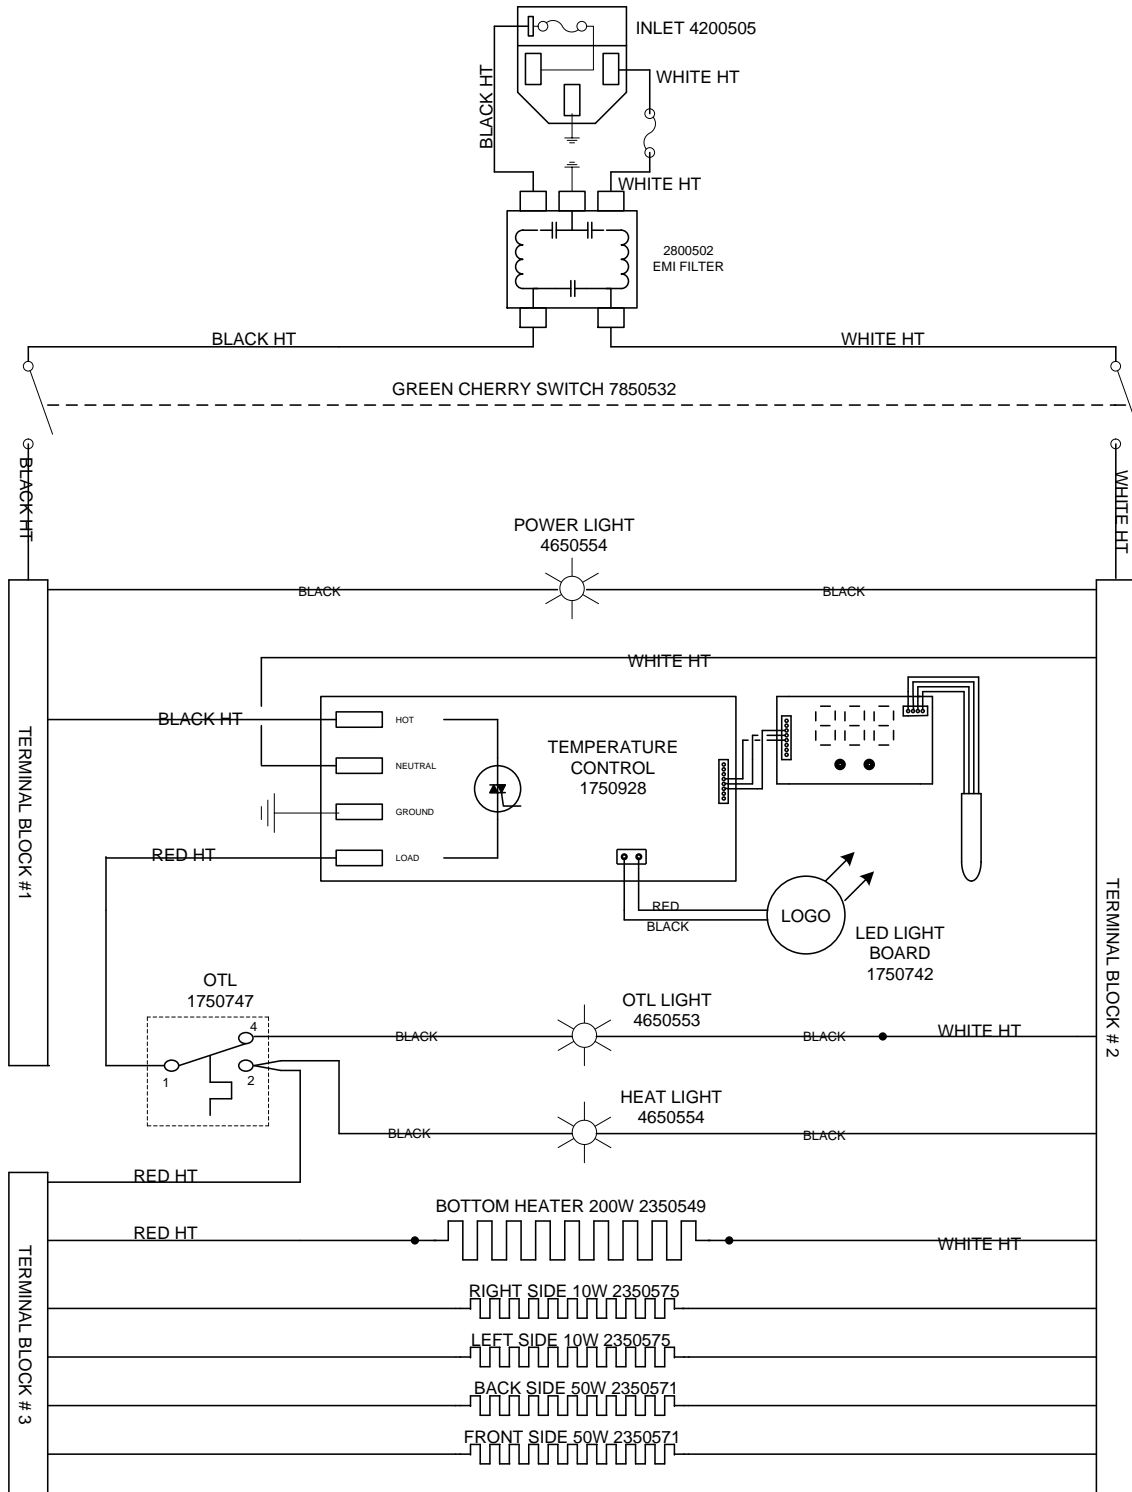 INLET 4200505
BLACK HT
WHITE HT
WHITE HT
2800502
EMI FILTER
BLACK HT
WHITE HT
GREEN CHERRY SWITCH 7850532
BLACK HT
WHITE HT
POWER LIGHT
4650554
BLACK
BLACK
WHITE HT
BLACK HT
HOT
NEUTRAL
GROUND
LOAD
TEMPERATURE
CONTROL
1750928
TERMINAL BLOCK #1
RED HT
RED
BLACK
LOGO
LED LIGHT
BOARD
1750742
TERMINAL BLOCK # 2
OTL
1750747
4
1
2
OTL LIGHT
4650553
BLACK
BLACK
WHITE HT
HEAT LIGHT
4650554
BLACK
BLACK
RED HT
TERMINAL BLOCK # 3
BOTTOM HEATER 200W 2350549
RED HT
WHITE HT
RIGHT SIDE 10W 2350575
LEFT SIDE 10W 2350575
BACK SIDE 50W 2350571
FRONT SIDE 50W 2350571